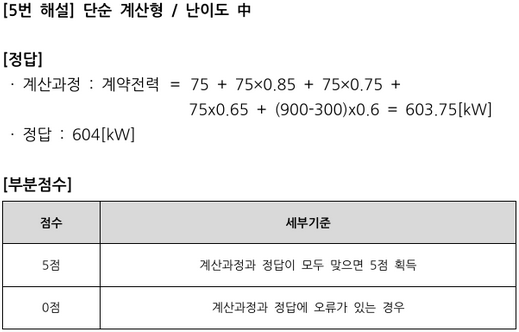 [5번 해설] 단순 계산형 / 난이도 中
[정답]
· 계산과정 : 계약전력 = 75 + 75×0.85 + 75×0.75 +
75x0.65 + (900-300)x0.6 = 603.75[kW]
· 정답 : 604[kW]
[부분점수]
점수 세부기준
5점 계산과정과 정답이 모두 맞으면 5점 획득
0점 계산과정과 정답에 오류가 있는 경우